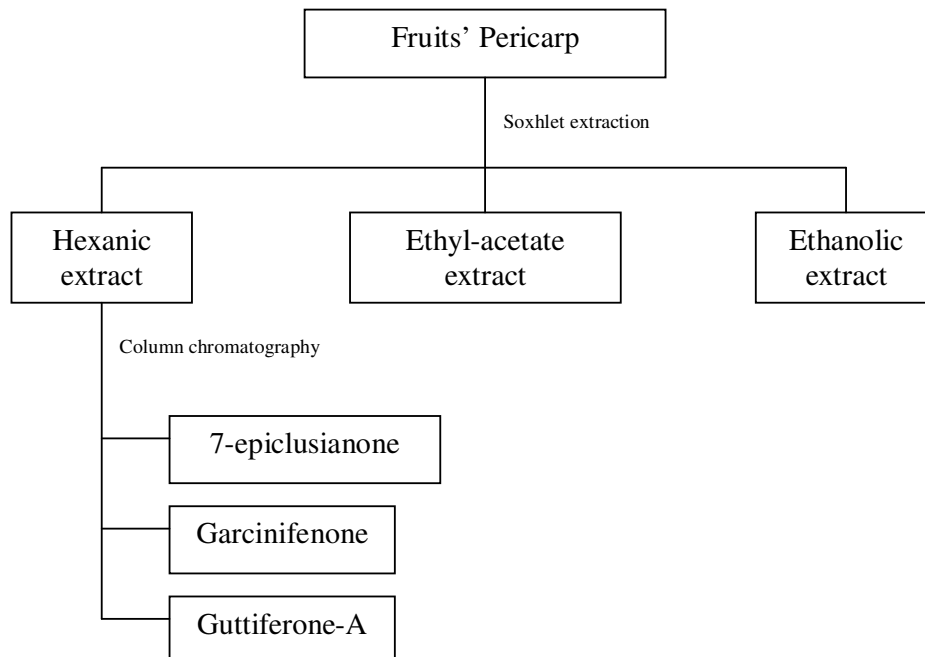 Fruits’ Pericarp
Soxhlet extraction
Hexanic
extract
Ethyl-acetate
extract
Ethanolic
extract
Column chromatography
7-epiclusianone
Garcinifenone
Guttiferone-A